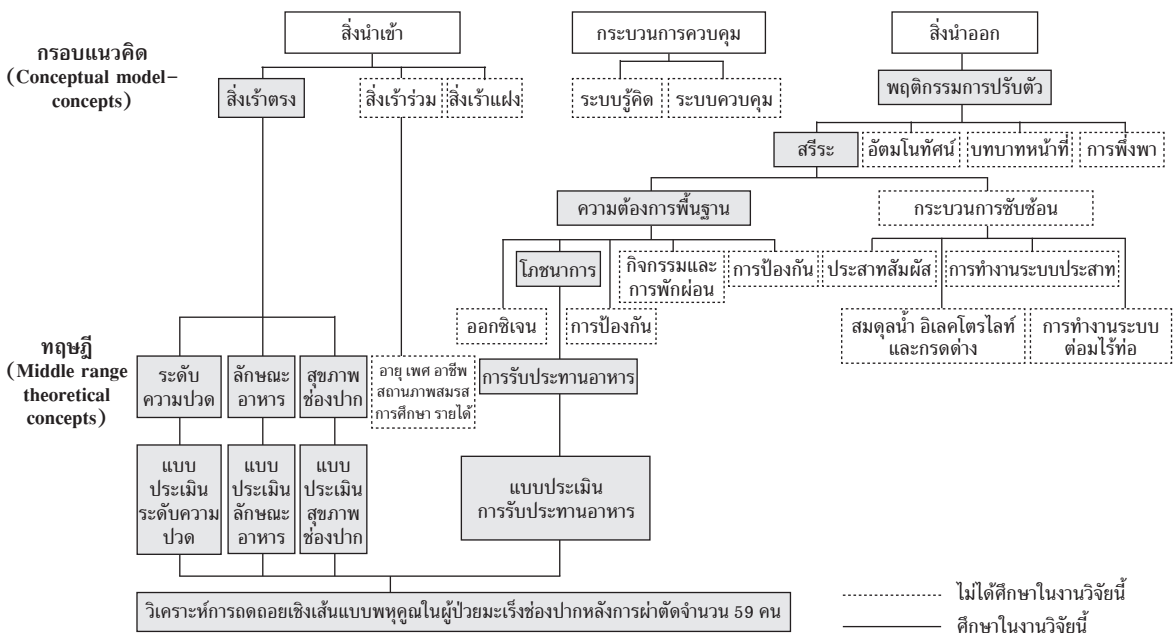 สิ่งนำเข้า
กระบวนการควบคุม
สิ่งนำออก
กรอบแนวคิด
(Conceptual model–
concepts)
สิ่งเร้าตรง
สิ่งเร้าร่วม
สิ่งเร้าแฝง
ระบบรู้คิด
ระบบควบคุม
พฤติกรรมการปรับตัว
สรีระ
อัตมโนทัศน์
บทบาทหน้าที่
การพึ่งพา
ความต้องการพื้นฐาน
กระบวนการซับซ้อน
โภชนาการ
กิจกรรมและ
การพักผ่อน
การป้องกัน
ประสาทสัมผัส
การทำงานระบบประสาท
ออกซิเจน
การป้องกัน
สมดุลน้ำ อิเลคโตรไลท์
และกรดด่าง
การทำงานระบบ
ต่อมไร้ท่อ
ทฤษฎี
(Middle range
theoretical
concepts)
ระดับ
ความปวด
ลักษณะ
อาหาร
สุขภาพ
ช่องปาก
อายุ เพศ อาชีพ
สถานภาพสมรส
การศึกษา รายได้
การรับประทานอาหาร
แบบ
ประเมิน
ระดับความ
ปวด
แบบ
ประเมิน
ลักษณะ
อาหาร
แบบ
ประเมิน
สุขภาพ
ช่องปาก
แบบประเมิน
การรับประทานอาหาร
วิเคราะห์การถดถอยเชิงเส้นแบบพหุคูณในผู้ป่วยมะเร็งช่องปากหลังการผ่าตัดจำนวน 59 คน
ไม่ได้ศึกษาในงานวิจัยนี้
ศึกษาในงานวิจัยนี้